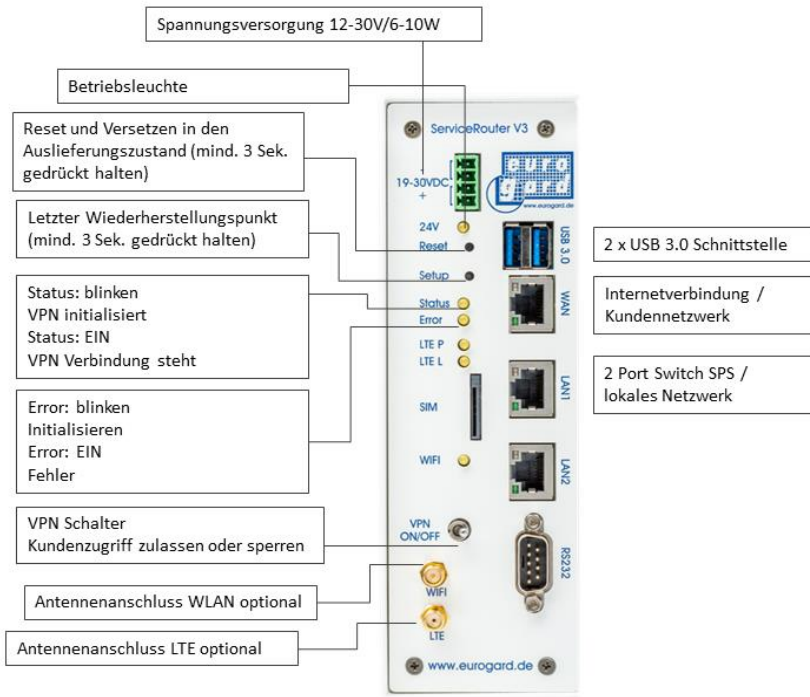 Spannungsversorgung 12-30V/6-10W
Betriebsleuchte
Reset und Versetzen in den
Auslieferungszustand (mind. 3 Sek.
gedrückt halten)
Letzter Wiederherstellungspunkt
(mind. 3 Sek. gedrückt halten)
Status: blinken
VPN initialisiert
Status: EIN
VPN Verbindung steht
Error: blinken
Initialisieren
Error: EIN
Fehler
VPN Schalter
Kundenzugriff zulassen oder sperren
Antennenanschluss WLAN optional
Antennenanschluss LTE optional
ServiceRouter V3
euro
gard
www.eurogard.de
19-30VDC
+
24V
Reset
Setup
Status
Error
LTE P
LTE L
SIM
WIFI
VPN
ON/OFF
WIFI
LTE
USB 3.0
WAN
LAN1
LAN2
RS232
www.eurogard.de
2 x USB 3.0 Schnittstelle
Internetverbindung /
Kundennetzwerk
2 Port Switch SPS /
lokales Netzwerk